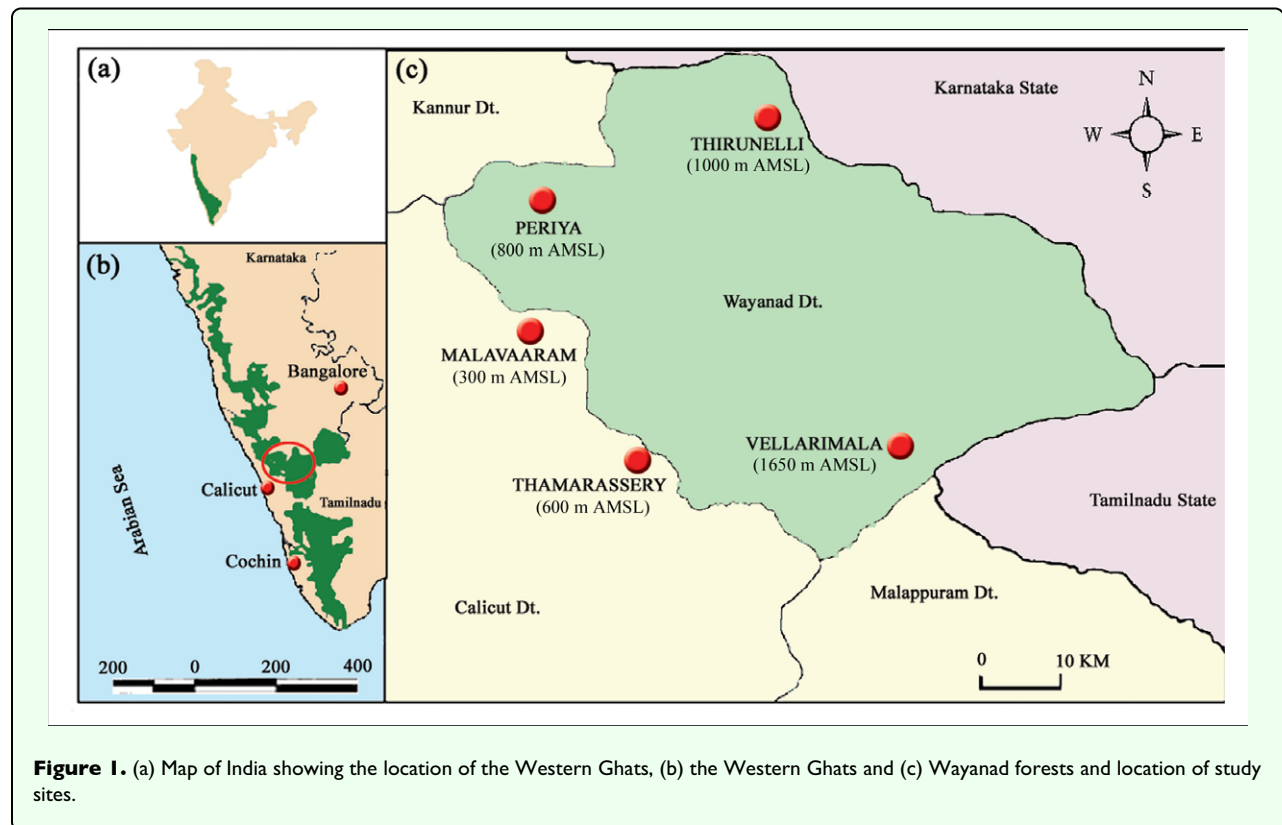 (a)
(b)
Karnataka
Bangalore
Arabian Sea
Calicut
Tamilnadu
Cochin
200 0 200 400
(c)
Kannur Dt.
Karnataka State
N
W E
S
THIRUNELLI
(1000 m AMSL)
PERIYA
(800 m AMSL)
Wayanad Dt.
MALAVAARAM
(300 m AMSL)
VELLARIMALA
(1650 m AMSL)
THAMARASSERY
(600 m AMSL)
Tamilnadu State
Calicut Dt.
Malappuram Dt.
0 10 KM
Figure 1. (a) Map of India showing the location of the Western Ghats, (b) the Western Ghats and (c) Wayanad forests and location of study
sites.